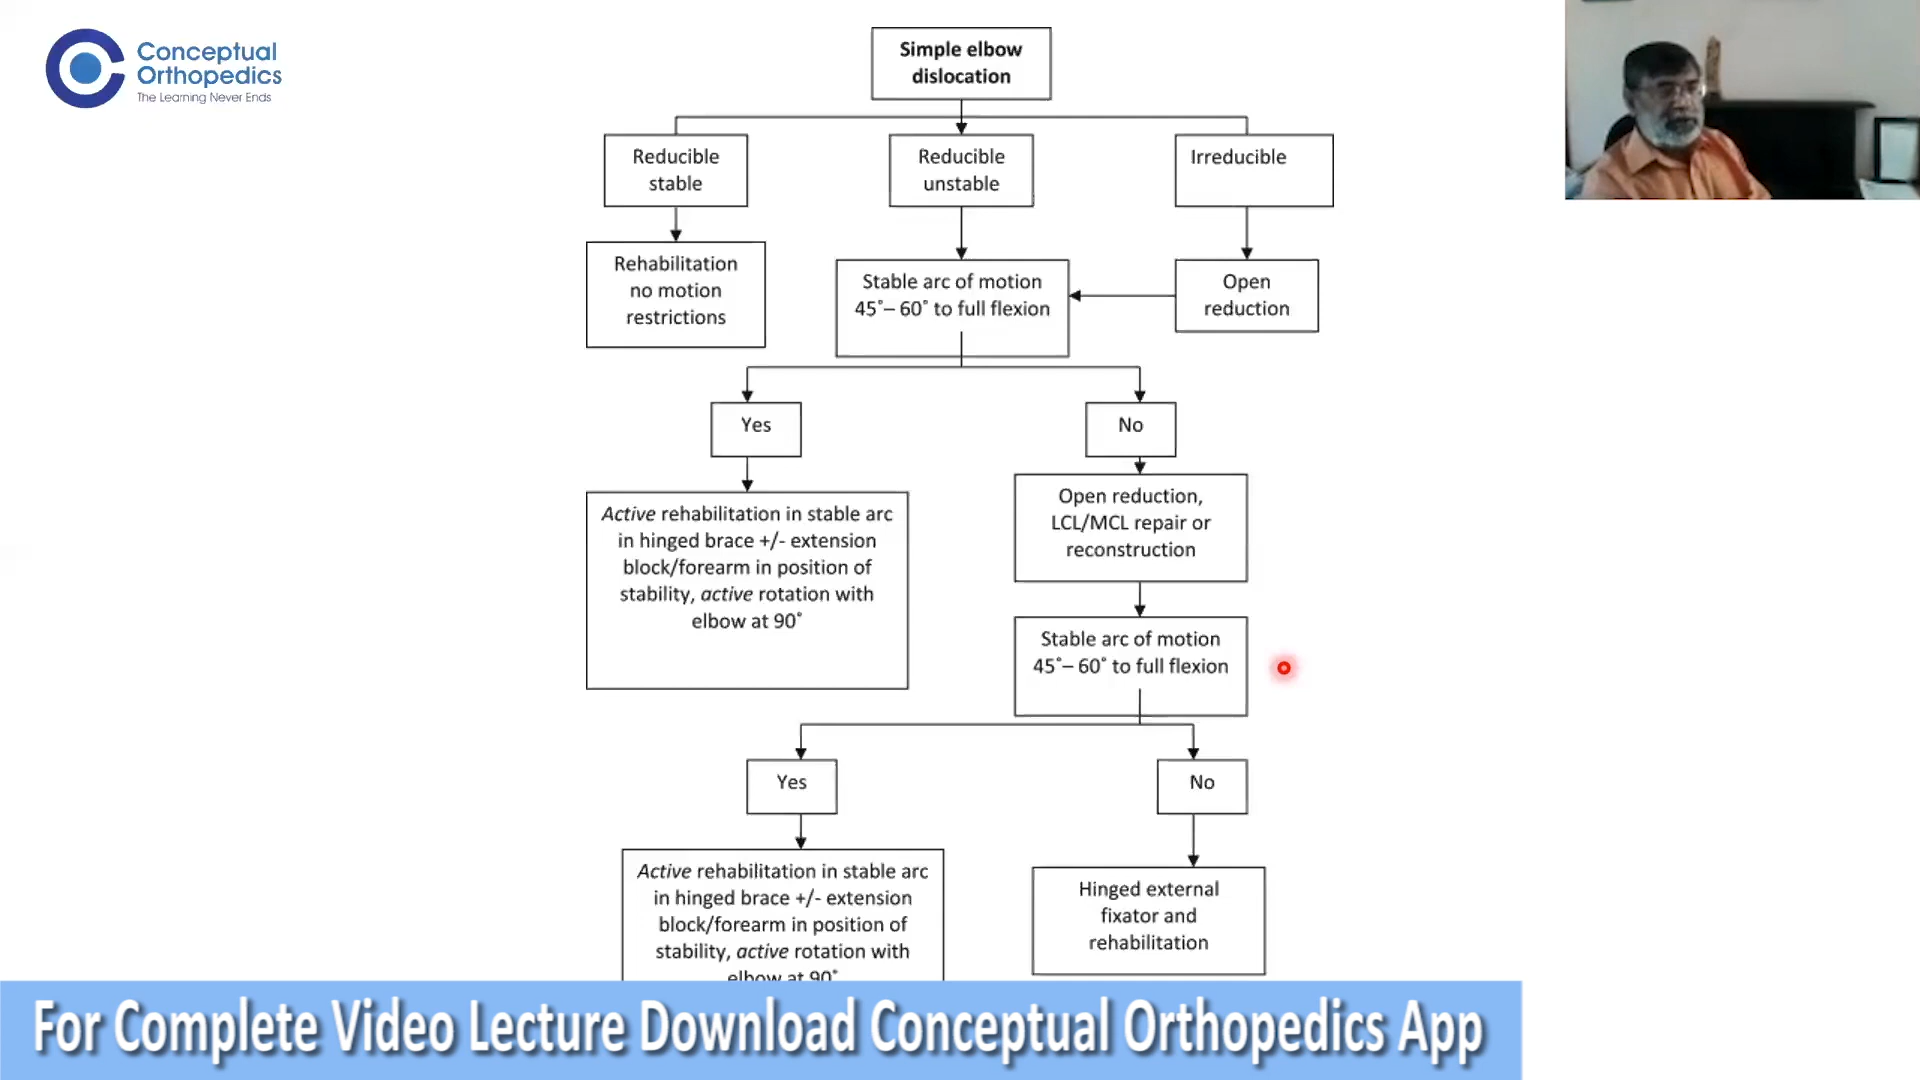 Conceptual
Orthopedics
The Learning Never Ends
Simple elbow
dislocation
Reducible
stable
Reducible
unstable
Irreducible
Rehabilitation
no motion
restrictions
Stable arc of motion
45˚– 60˚ to full flexion
Open
reduction
Yes
No
Active rehabilitation in stable arc
in hinged brace +/- extension
block/forearm in position of
stability, active rotation with
elbow at 90˚
Open reduction,
LCL/MCL repair or
reconstruction
Stable arc of motion
45˚– 60˚ to full flexion
Yes
No
Active rehabilitation in stable arc
in hinged brace +/- extension
block/forearm in position of
stability, active rotation with
elbow at 90˚
Hinged external
fixator and
rehabilitation
For Complete Video Lecture Download Conceptual Orthopedics App